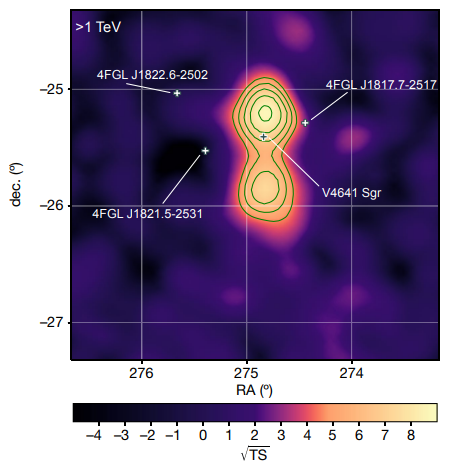 >1 TeV
4FGL J1822.6-2502
4FGL J1817.7-2517
4FGL J1821.5-2531
V4641 Sgr
dec. (º)
−25
−26
−27
276 275 274
RA (º)
−4 −3 −2 −1 0 1 2 3 4 5 6 7 8
√TS